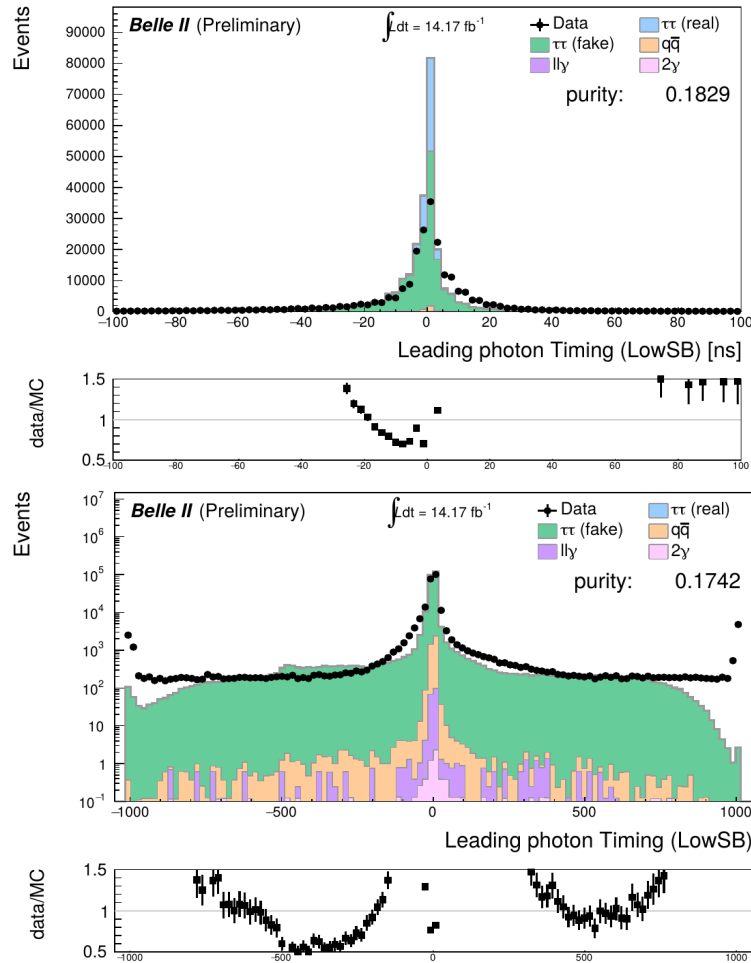 Belle II (Preliminary) ∫Ldt = 14.17 fb⁻¹
Data ττ (real)
ττ (fake) qq̅
llγ 2γ
purity: 0.1829
Events
90000
80000
70000
60000
50000
40000
30000
20000
10000
0
−100 −80 −60 −40 −20 0 20 40 60 80 100
Leading photon Timing (LowSB) [ns]
data/MC
1.5
1
0.5
-100 -80 -60 -40 -20 0 20 40 60 80 100
Belle II (Preliminary) ∫Ldt = 14.17 fb⁻¹
Data ττ (real)
ττ (fake) qq̅
llγ 2γ
purity: 0.1742
Events
10⁷
10⁶
10⁵
10⁴
10³
10²
10
1
10⁻¹
−1000 −500 0 500 1000
Leading photon Timing (LowSB)
data/MC
1.5
1
0.5
-1000 -500 0 500 1000